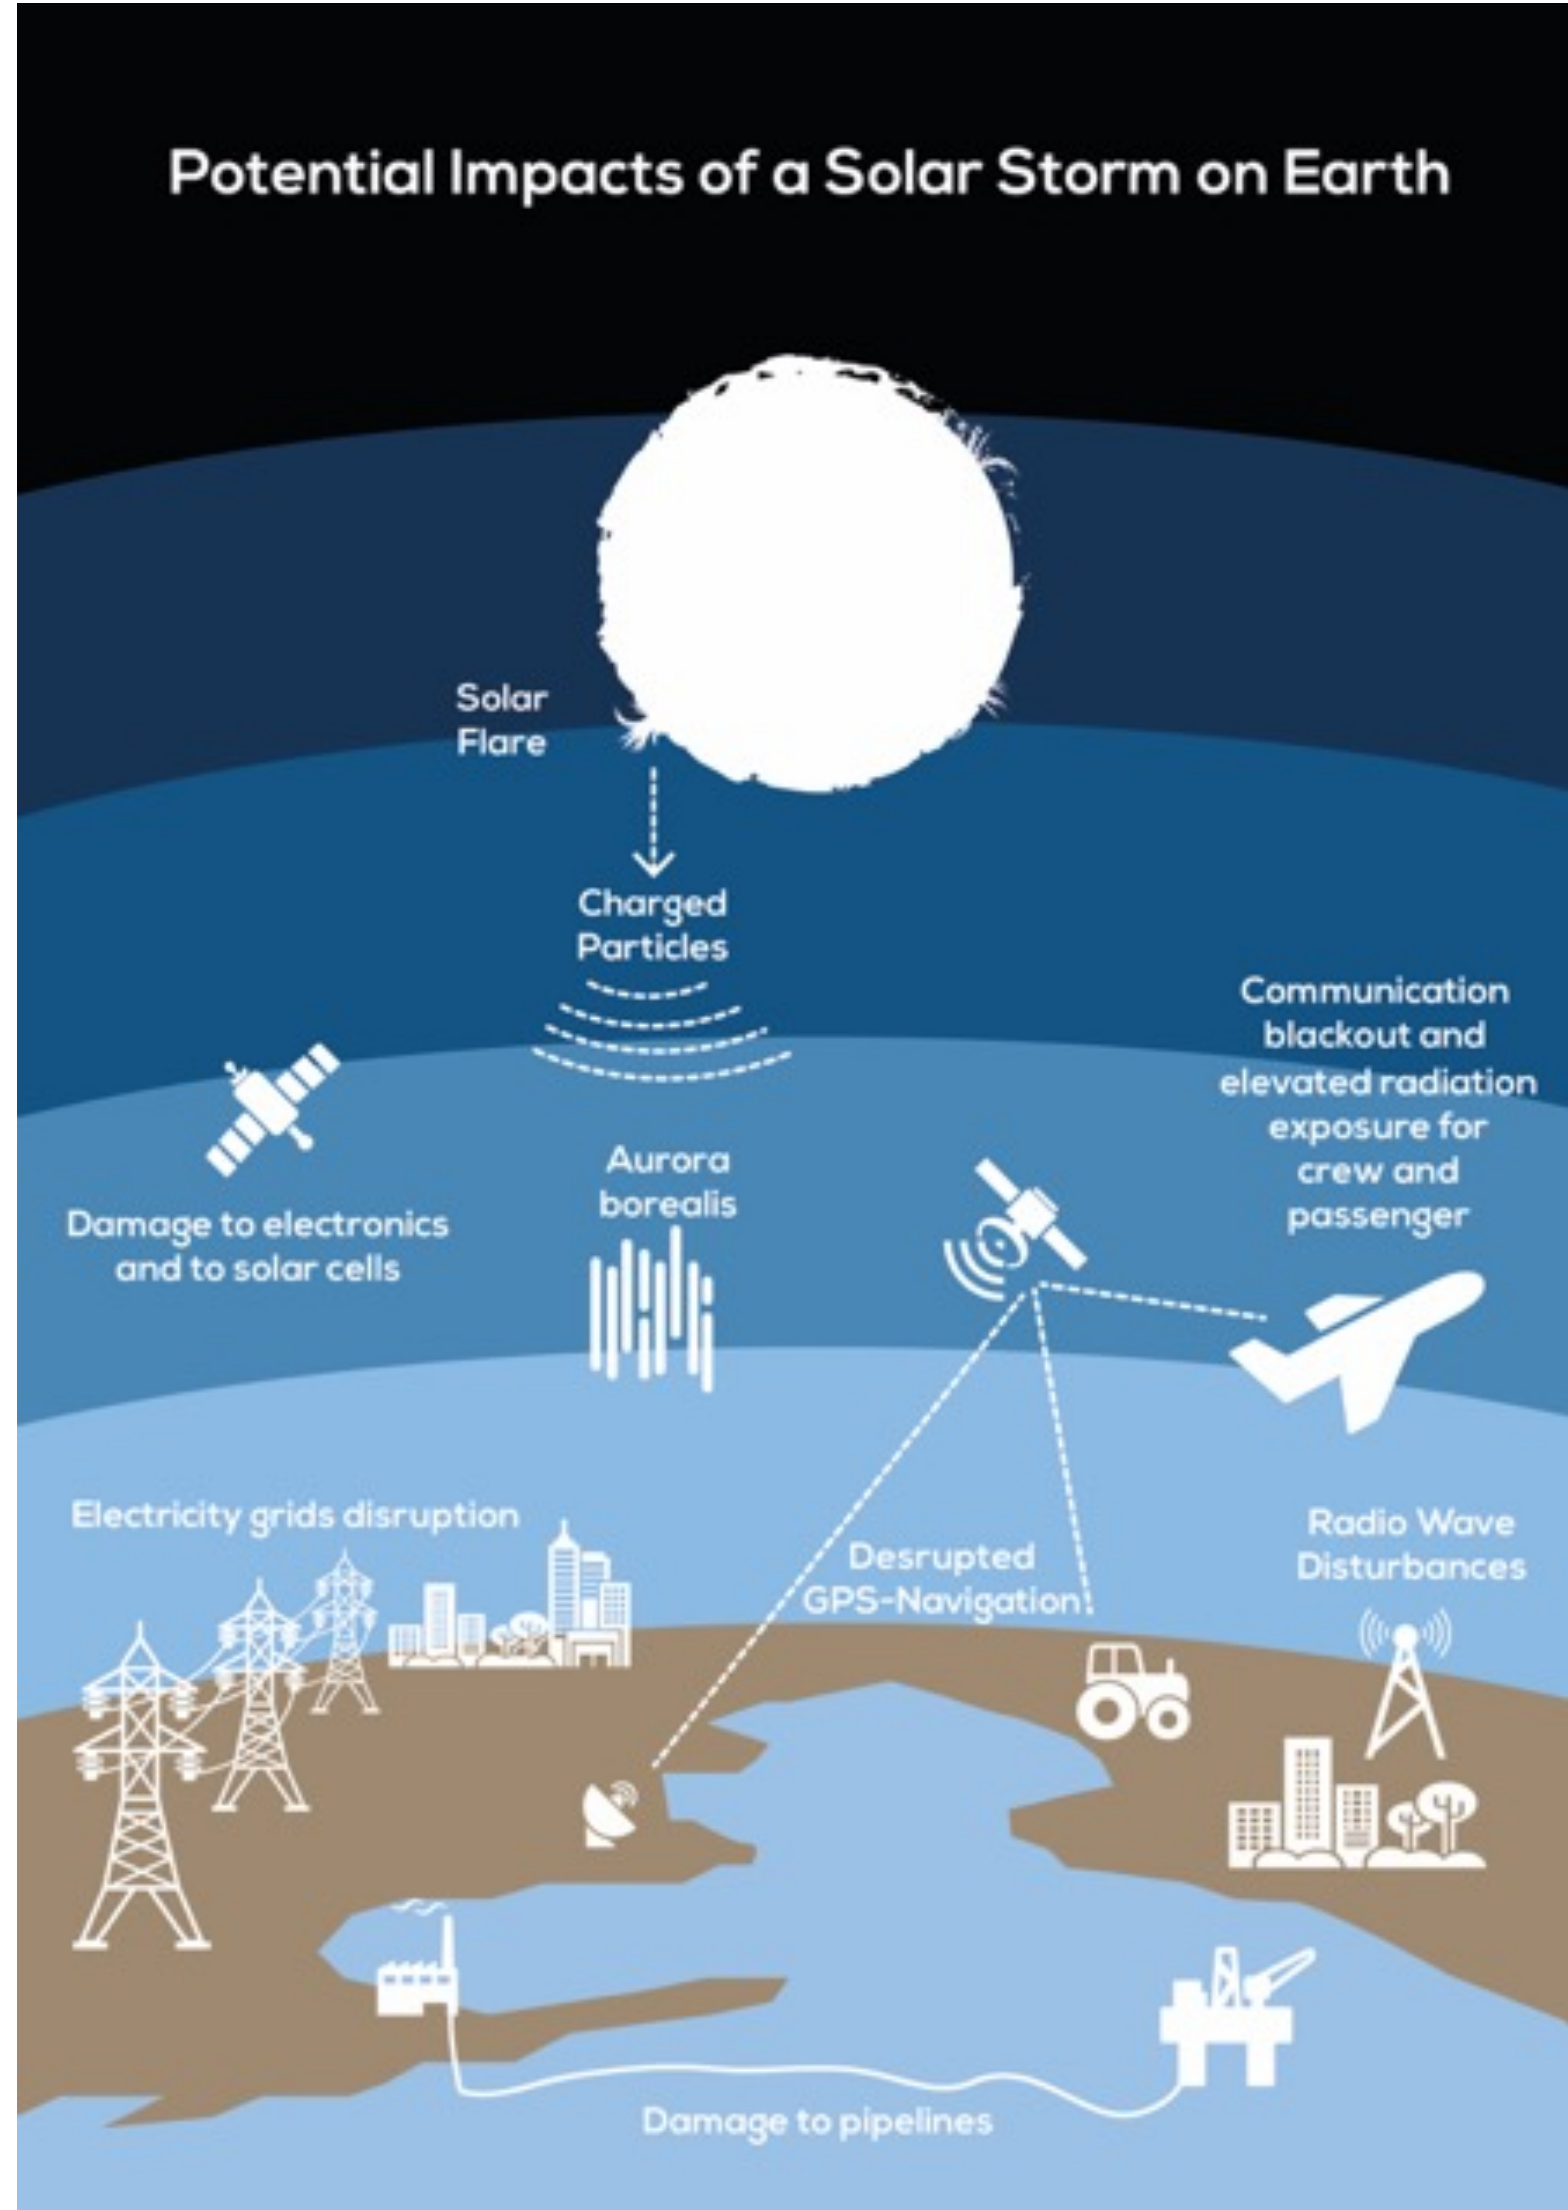 Potential Impacts of a Solar Storm on Earth
Solar
Flare
Charged
Particles
Communication
blackout and
elevated radiation
exposure for
crew and
passenger
Damage to electronics
and to solar cells
Aurora
borealis
Electricity grids disruption
Desrupted
GPS-Navigation
Radio Wave
Disturbances
Damage to pipelines